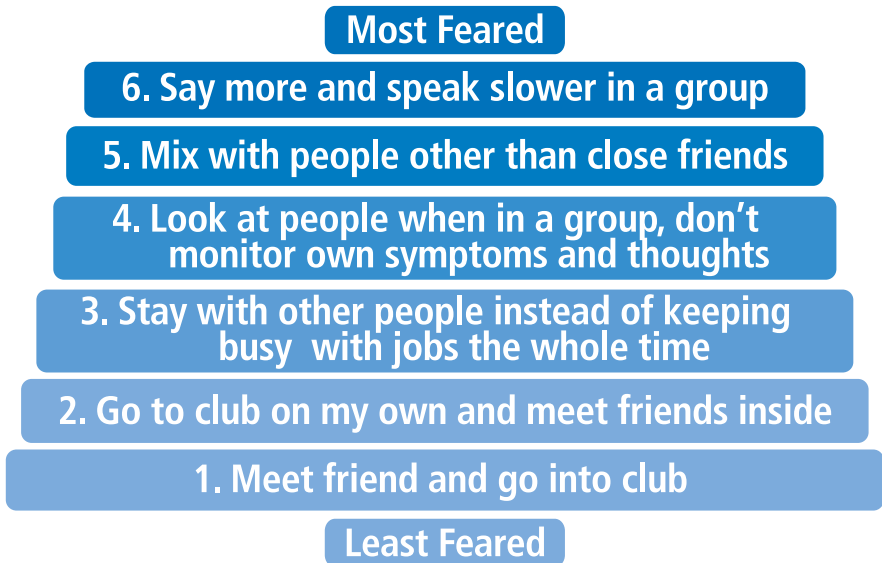 Most Feared
6. Say more and speak slower in a group
5. Mix with people other than close friends
4. Look at people when in a group, don’t
monitor own symptoms and thoughts
3. Stay with other people instead of keeping
busy  with jobs the whole time
2. Go to club on my own and meet friends inside
1. Meet friend and go into club
Least Feared